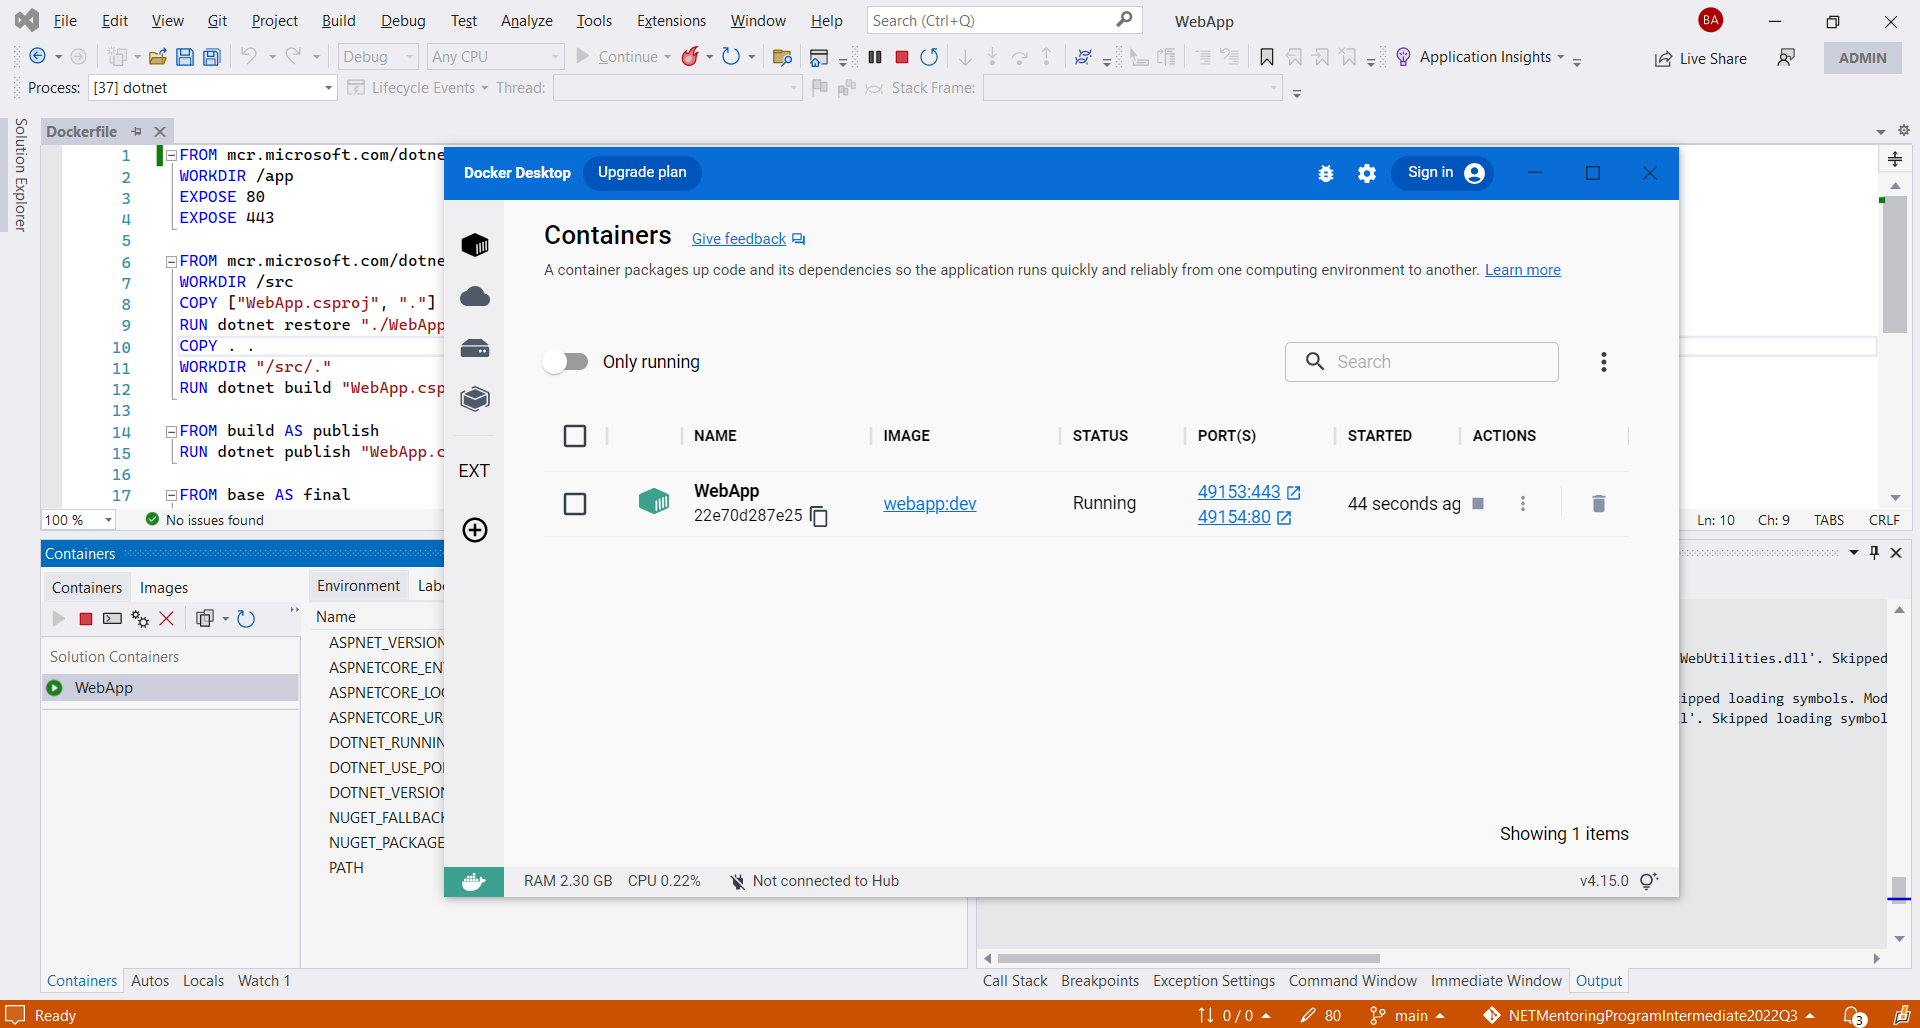 File Edit View Git Project Build Debug Test Analyze Tools Extensions Window Help Search (Ctrl+Q) WebApp BA
Debug Any CPU Continue Application Insights Live Share ADMIN
Process: [37] dotnet Lifecycle Events Thread: Stack Frame:
Solution Explorer
Dockerfile
1 FROM mcr.microsoft.com/dotne
2 WORKDIR /app
3 EXPOSE 80
4 EXPOSE 443
5
6 FROM mcr.microsoft.com/dotne
7 WORKDIR /src
8 COPY ["WebApp.csproj", "."]
9 RUN dotnet restore "./WebApp
10 COPY . .
11 WORKDIR "/src/."
12 RUN dotnet build "WebApp.csp
13
14 FROM build AS publish
15 RUN dotnet publish "WebApp.c
16
17 FROM base AS final
100 % No issues found Ln: 10 Ch: 9 TABS CRLF
Docker Desktop Upgrade plan Sign in
Containers Give feedback
A container packages up code and its dependencies so the application runs quickly and reliably from one computing environment to another. Learn more
Only running Search
EXT
NAME IMAGE STATUS PORT(S) STARTED ACTIONS
WebApp
22e70d287e25 webapp:dev Running 49153:443 44 seconds ag
49154:80
Showing 1 items
RAM 2.30 GB CPU 0.22% Not connected to Hub v4.15.0
Containers
Containers Images Environment Labe
Name
Solution Containers
WebApp
ASPNET_VERSION
ASPNETCORE_EN
ASPNETCORE_LOG
ASPNETCORE_UR
DOTNET_RUNNIN
DOTNET_USE_POL
DOTNET_VERSION
NUGET_FALLBACK
NUGET_PACKAGE
PATH
WebUtilities.dll'. Skipped
ipped loading symbols. Mod
l'. Skipped loading symbol
Containers Autos Locals Watch 1 Call Stack Breakpoints Exception Settings Command Window Immediate Window Output
Ready 0 / 0 80 main NETMentoringProgramIntermediate2022Q3 3